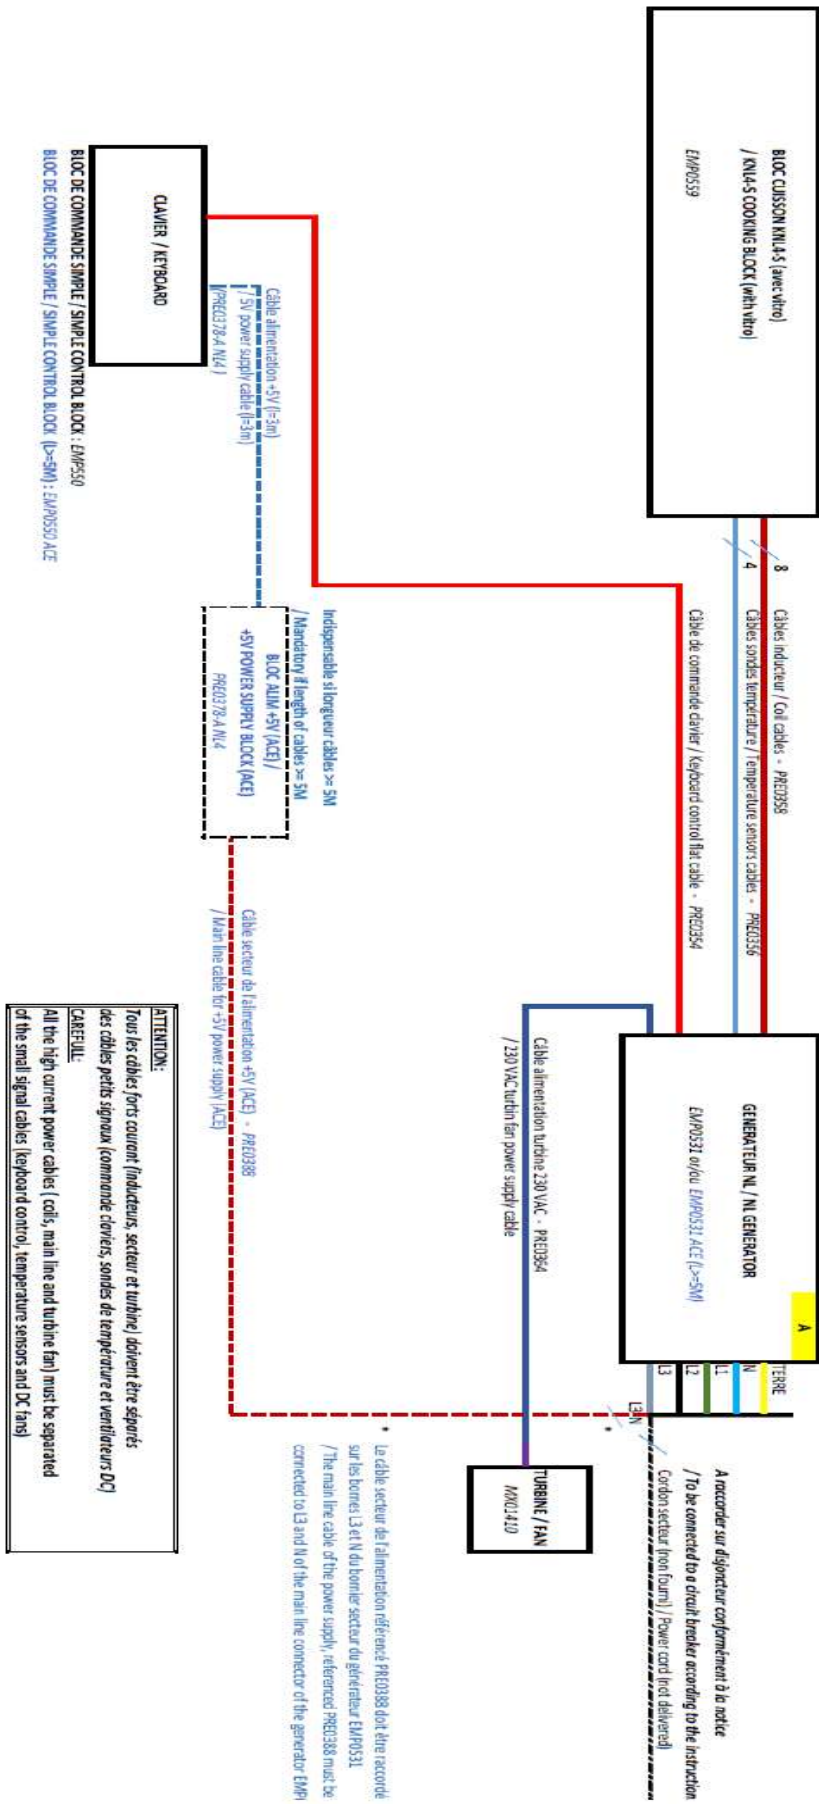 BLOC CUISSON KNL4-S (avec vitro)
/ KNL4-S COOKING BLOCK (with vitro)
EMP0559
8
4
Câbles inducteur / Coil cables - PRE0358
Câbles sondes température / Temperature sensors cables - PRE0356
Câble de commande clavier / Keyboard control flat cable - PRE0354
A
GENERATEUR NL / NL GENERATOR
EMP0531 or/ou EMP0531 ACE (L>=5M)
TERRE
N
L1
L2
L3
L3-N
*
A raccorder sur disjoncteur conformément à la notice
/ To be connected to a circuit breaker according to the instruction
Cordon secteur (non fourni) / Power cord (not delivered)
Câble alimentation turbine 230 VAC - PRE0364
/ 230 VAC turbin fan power supply cable
TURBINE / FAN
MX01410
CLAVIER / KEYBOARD
BLOC DE COMMANDE SIMPLE / SIMPLE CONTROL BLOCK : EMP550
BLOC DE COMMANDE SIMPLE / SIMPLE CONTROL BLOCK (L>=5M) : EMP0550 ACE
Câble alimentation +5V (l=3m)
/ 5V power supply cable (l=3m)
(PRE0378-A NL4)
Indispensable si longueur câbles >= 5M
/ Mandatory if length of cables >= 5M
BLOC ALIM +5V (ACE) /
+5V POWER SUPPLY BLOCK (ACE)
PRE0378-A NL4
Câble secteur de l'alimentation +5V (ACE) - PRE0388
/ Main line cable for +5V power supply (ACE)
* Le câble secteur de l'alimentation référencé PRE0388 doit être raccordé
sur les bornes L3 et N du bornier secteur du générateur EMP0531
/ The main line cable of the power supply, referenced PRE0388 must be
connected to L3 and N of the main line connector of the generator EMP
ATTENTION:
Tous les câbles forts courant (inducteurs, secteur et turbine) doivent être séparés
des câbles petits signaux (commande claviers, sondes de température et ventilateurs DC)
CAREFULL:
All the high current power cables ( coils, main line and turbine fan) must be separated
of the small signal cables (keyboard control, temperature sensors and DC fans)